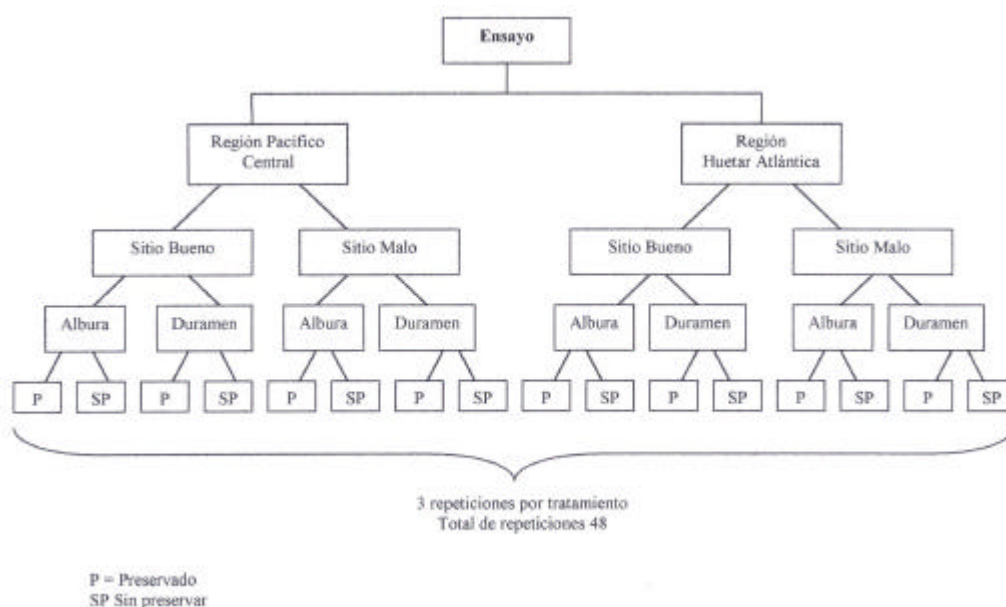 Ensayo
Región Pacífico
Central
Región
Huetar Atlántica
Sitio Bueno
Sitio Malo
Sitio Bueno
Sitio Malo
Albura
Duramen
Albura
Duramen
Albura
Duramen
Albura
Duramen
P
SP
P
SP
P
SP
P
SP
P
SP
P
SP
P
SP
P
SP
3 repeticiones por tratamiento
Total de repeticiones 48
P = Preservado
SP Sin preservar